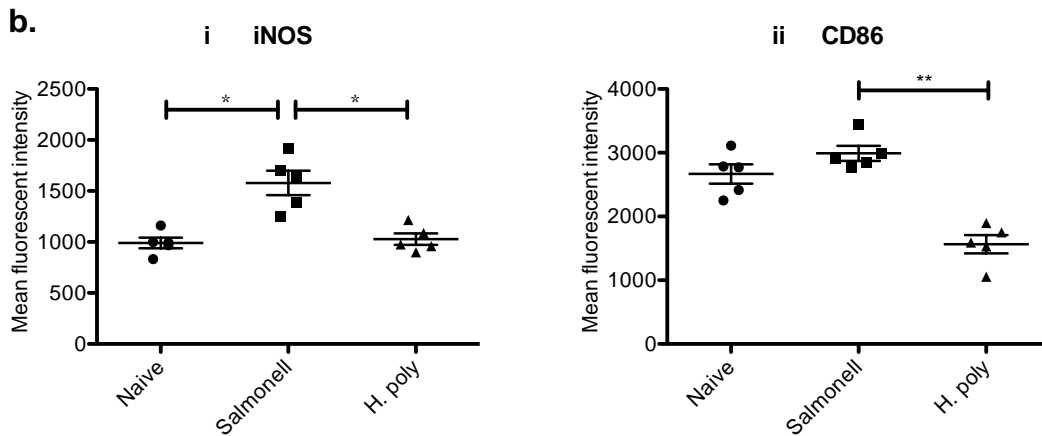 b.
i iNOS
Mean fluorescent intensity
2500
2000
1500
1000
500
0
* *
Naive
Salmonell
H. poly
ii CD86
Mean fluorescent intensity
4000
3000
2000
1000
0
**
Naive
Salmonell
H. poly